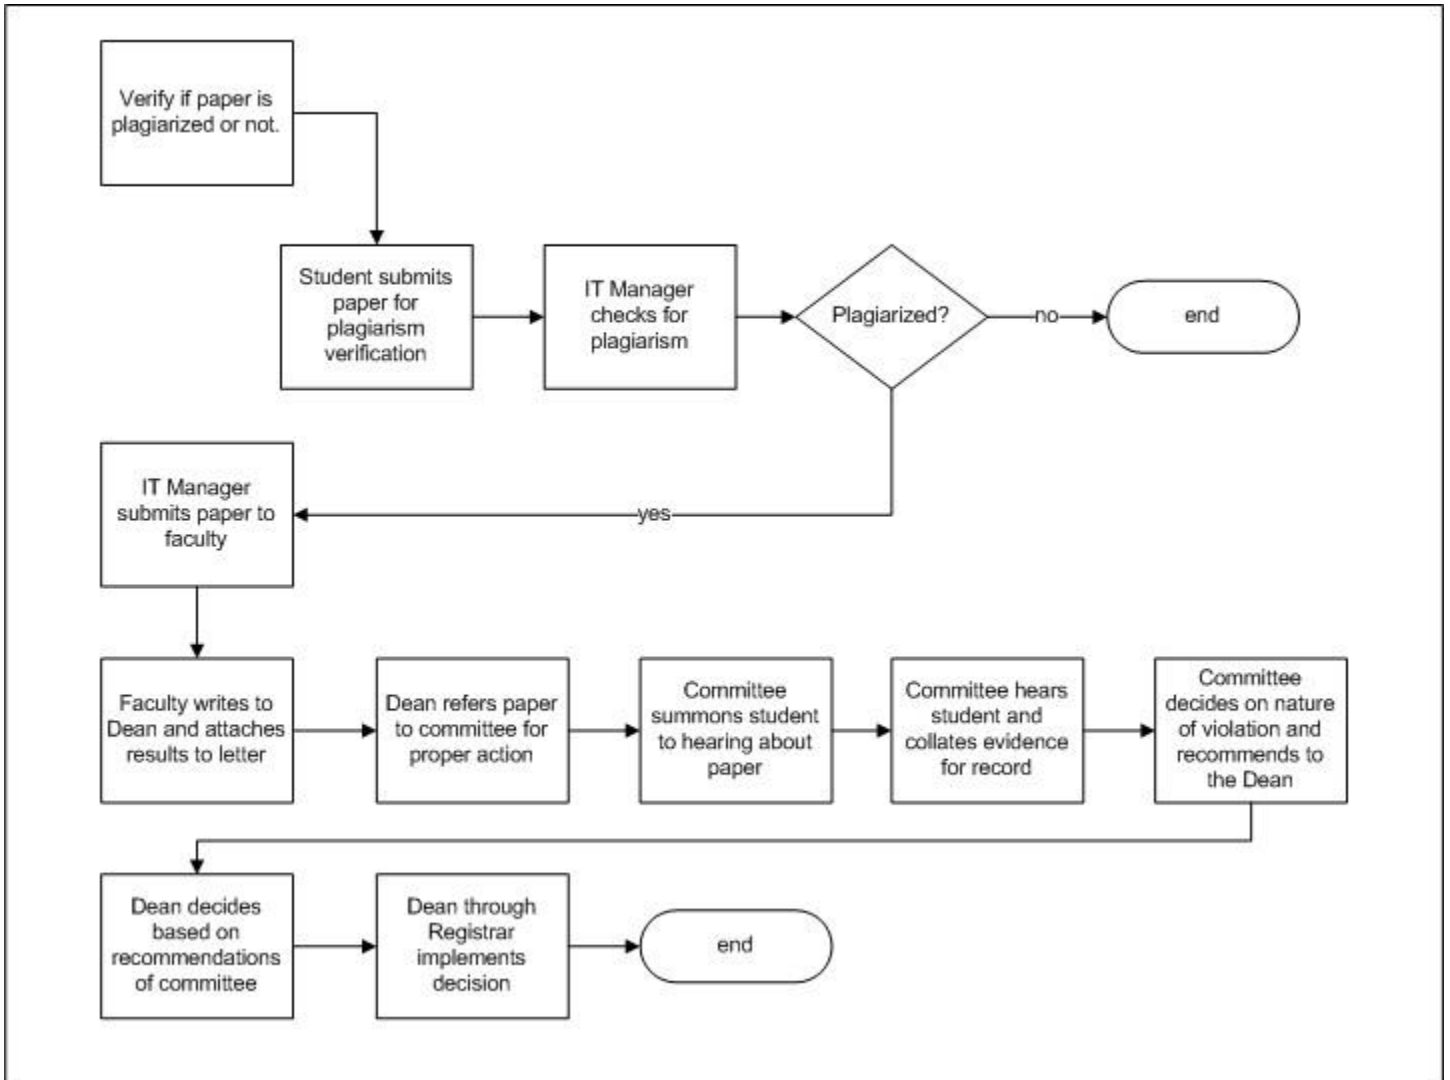 Verify if paper is
plagiarized or not.
Student submits
paper for
plagiarism
verification
IT Manager
checks for
plagiarism
Plagiarized?
no
end
IT Manager
submits paper to
faculty
yes
Faculty writes to
Dean and attaches
results to letter
Dean refers paper
to committee for
proper action
Committee
summons student
to hearing about
paper
Committee hears
student and
collates evidence
for record
Committee
decides on nature
of violation and
recommends to
the Dean
Dean decides
based on
recommendations
of committee
Dean through
Registrar
implements
decision
end